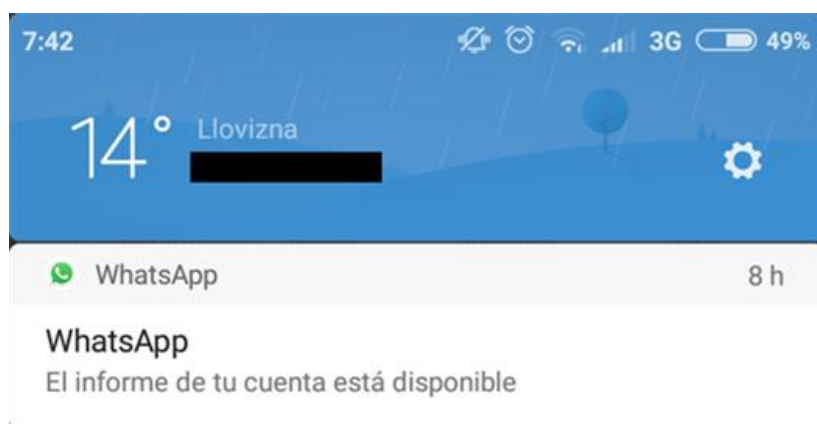 7:42 3G 49%
14° Llovizna
WhatsApp 8 h
WhatsApp
El informe de tu cuenta está disponible